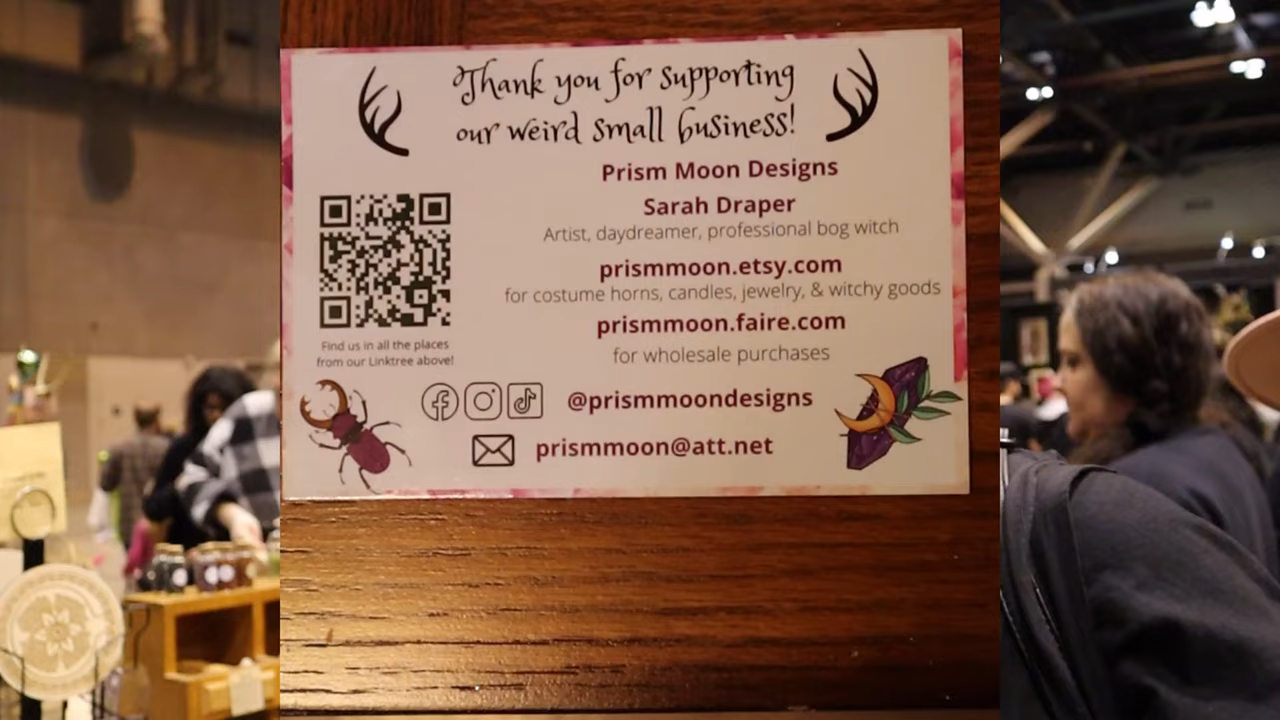 Thank you for supporting
our weird small business!
Prism Moon Designs
Sarah Draper
Artist, daydreamer, professional bog witch
prismmoon.etsy.com
for costume horns, candles, jewelry, & witchy goods
prismmoon.faire.com
for wholesale purchases
Find us in all the places
from our Linktree above!
@prismmoondesigns
prismmoon@att.net